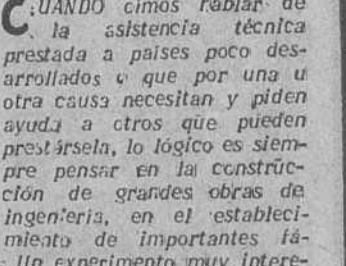 CUANDO oimos hablar de
la asistencia técnica
prestada a paises poco des-
arrollados o que por una u
otra causa necesitan y piden
ayuda a otros que pueden
prestársela, lo lógico es siem-
pre pensar en la construc-
ción de grandes obras de
ingeniería, en el estableci-
miento de importantes fá-
Un experimento muy intere-